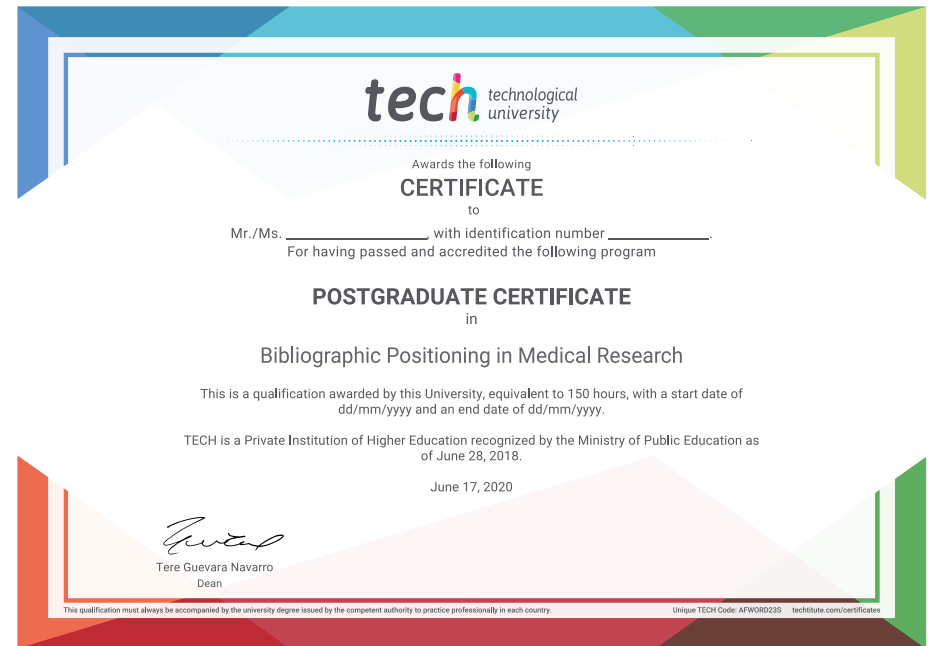 tech technological
university
Awards the following
CERTIFICATE
to
Mr./Ms. ____________________, with identification number ______________.
For having passed and accredited the following program
POSTGRADUATE CERTIFICATE
in
Bibliographic Positioning in Medical Research
This is a qualification awarded by this University, equivalent to 150 hours, with a start date of
dd/mm/yyyy and an end date of dd/mm/yyyy.
TECH is a Private Institution of Higher Education recognized by the Ministry of Public Education as
of June 28, 2018.
June 17, 2020
Tere Guevara Navarro
Dean
This qualification must always be accompanied by the university degree issued by the competent authority to practice professionally in each country. Unique TECH Code: AFWORD23S techtitute.com/certificates